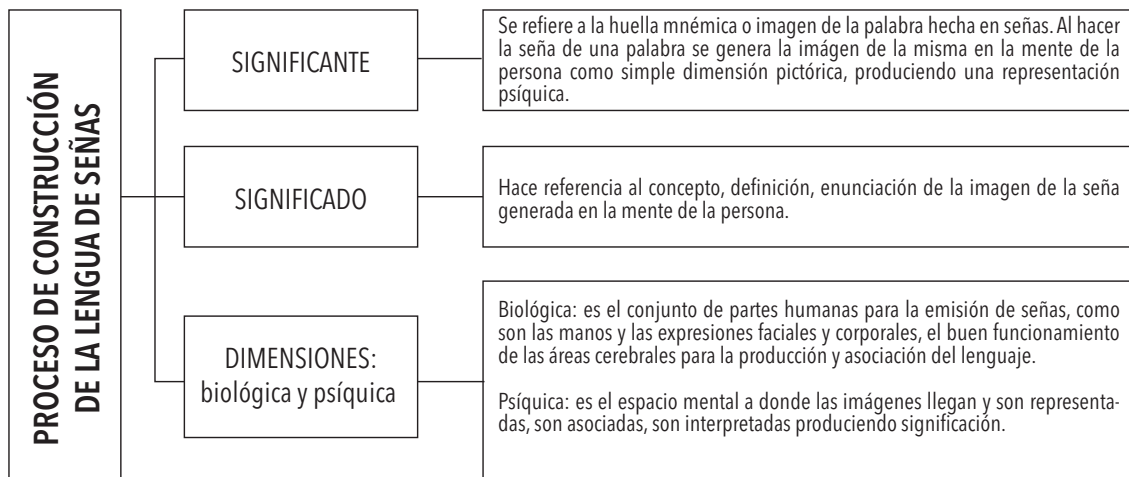 PROCESO DE CONSTRUCCIÓN
DE LA LENGUA DE SEÑAS
SIGNIFICANTE
Se refiere a la huella mnémica o imagen de la palabra hecha en señas. Al hacer
la seña de una palabra se genera la imágen de la misma en la mente de la
persona como simple dimensión pictórica, produciendo una representación
psíquica.
SIGNIFICADO
Hace referencia al concepto, definición, enunciación de la imagen de la seña
generada en la mente de la persona.
DIMENSIONES:
biológica y psíquica
Biológica: es el conjunto de partes humanas para la emisión de señas, como
son las manos y las expresiones faciales y corporales, el buen funcionamiento
de las áreas cerebrales para la producción y asociación del lenguaje.
Psíquica: es el espacio mental a donde las imágenes llegan y son representa-
das, son asociadas, son interpretadas produciendo significación.